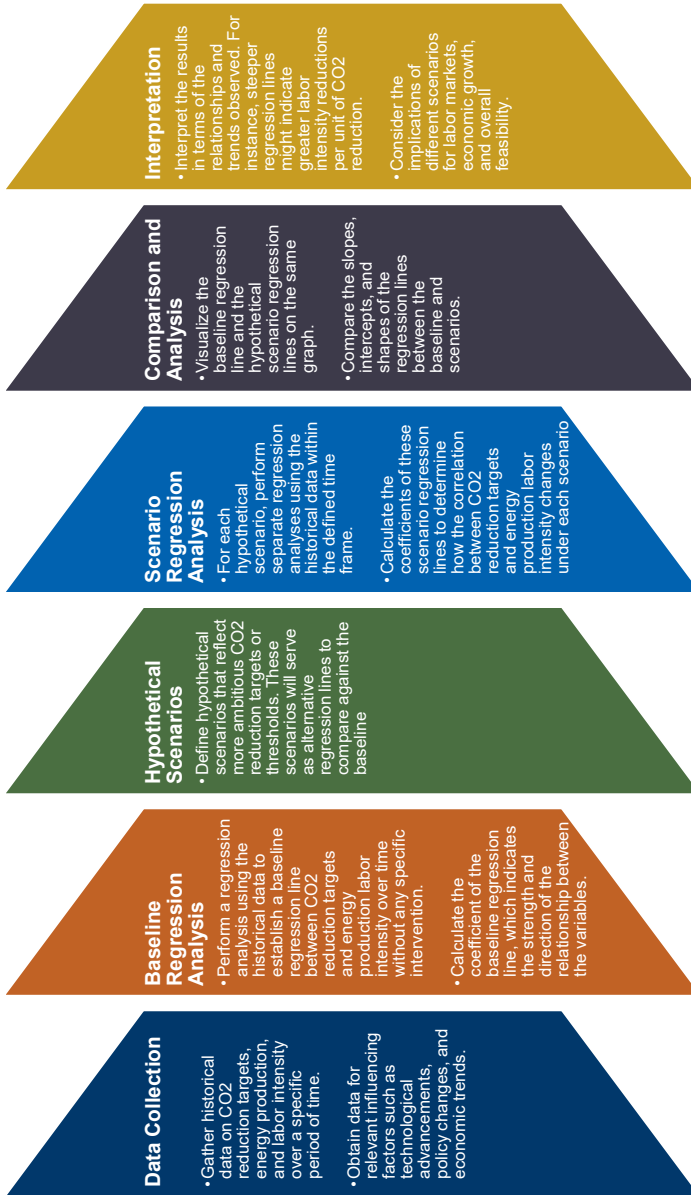 Data Collection
• Gather historical
data on CO2
reduction targets,
energy production,
and labor intensity
over a specific
period of time.
• Obtain data for
relevant influencing
factors such as
technological
advancements,
policy changes, and
economic trends.
Baseline
Regression
Analysis
• Perform a regression
analysis using the
historical data to
establish a baseline
regression line
between CO2
reduction targets
and energy
production labor
intensity over time
without any specific
intervention.
• Calculate the
coefficient of the
baseline regression
line, which indicates
the strength and
direction of the
relationship between
the variables.
Hypothetical
Scenarios
• Define hypothetical
scenarios that reflect
more ambitious CO2
reduction targets or
thresholds. These
scenarios will serve
as alternative
regression lines to
compare against the
baseline
Scenario
Regression
Analysis
• For each
hypothetical
scenario, perform
separate regression
analyses using the
historical data within
the defined time
frame.
• Calculate the
coefficients of these
scenario regression
lines to determine
how the correlation
between CO2
reduction targets
and energy
production labor
intensity changes
under each scenario
Comparison and
Analysis
• Visualize the
baseline regression
line and the
hypothetical
scenario regression
lines on the same
graph.
• Compare the slopes,
intercepts, and
shapes of the
regression lines
between the
baseline and
scenarios.
Interpretation
• Interpret the results
in terms of the
relationships and
trends observed. For
instance, steeper
regression lines
might indicate
greater labor
intensity reductions
per unit of CO2
reduction.
• Consider the
implications of
different scenarios
for labor markets,
economic growth,
and overall
feasibility.